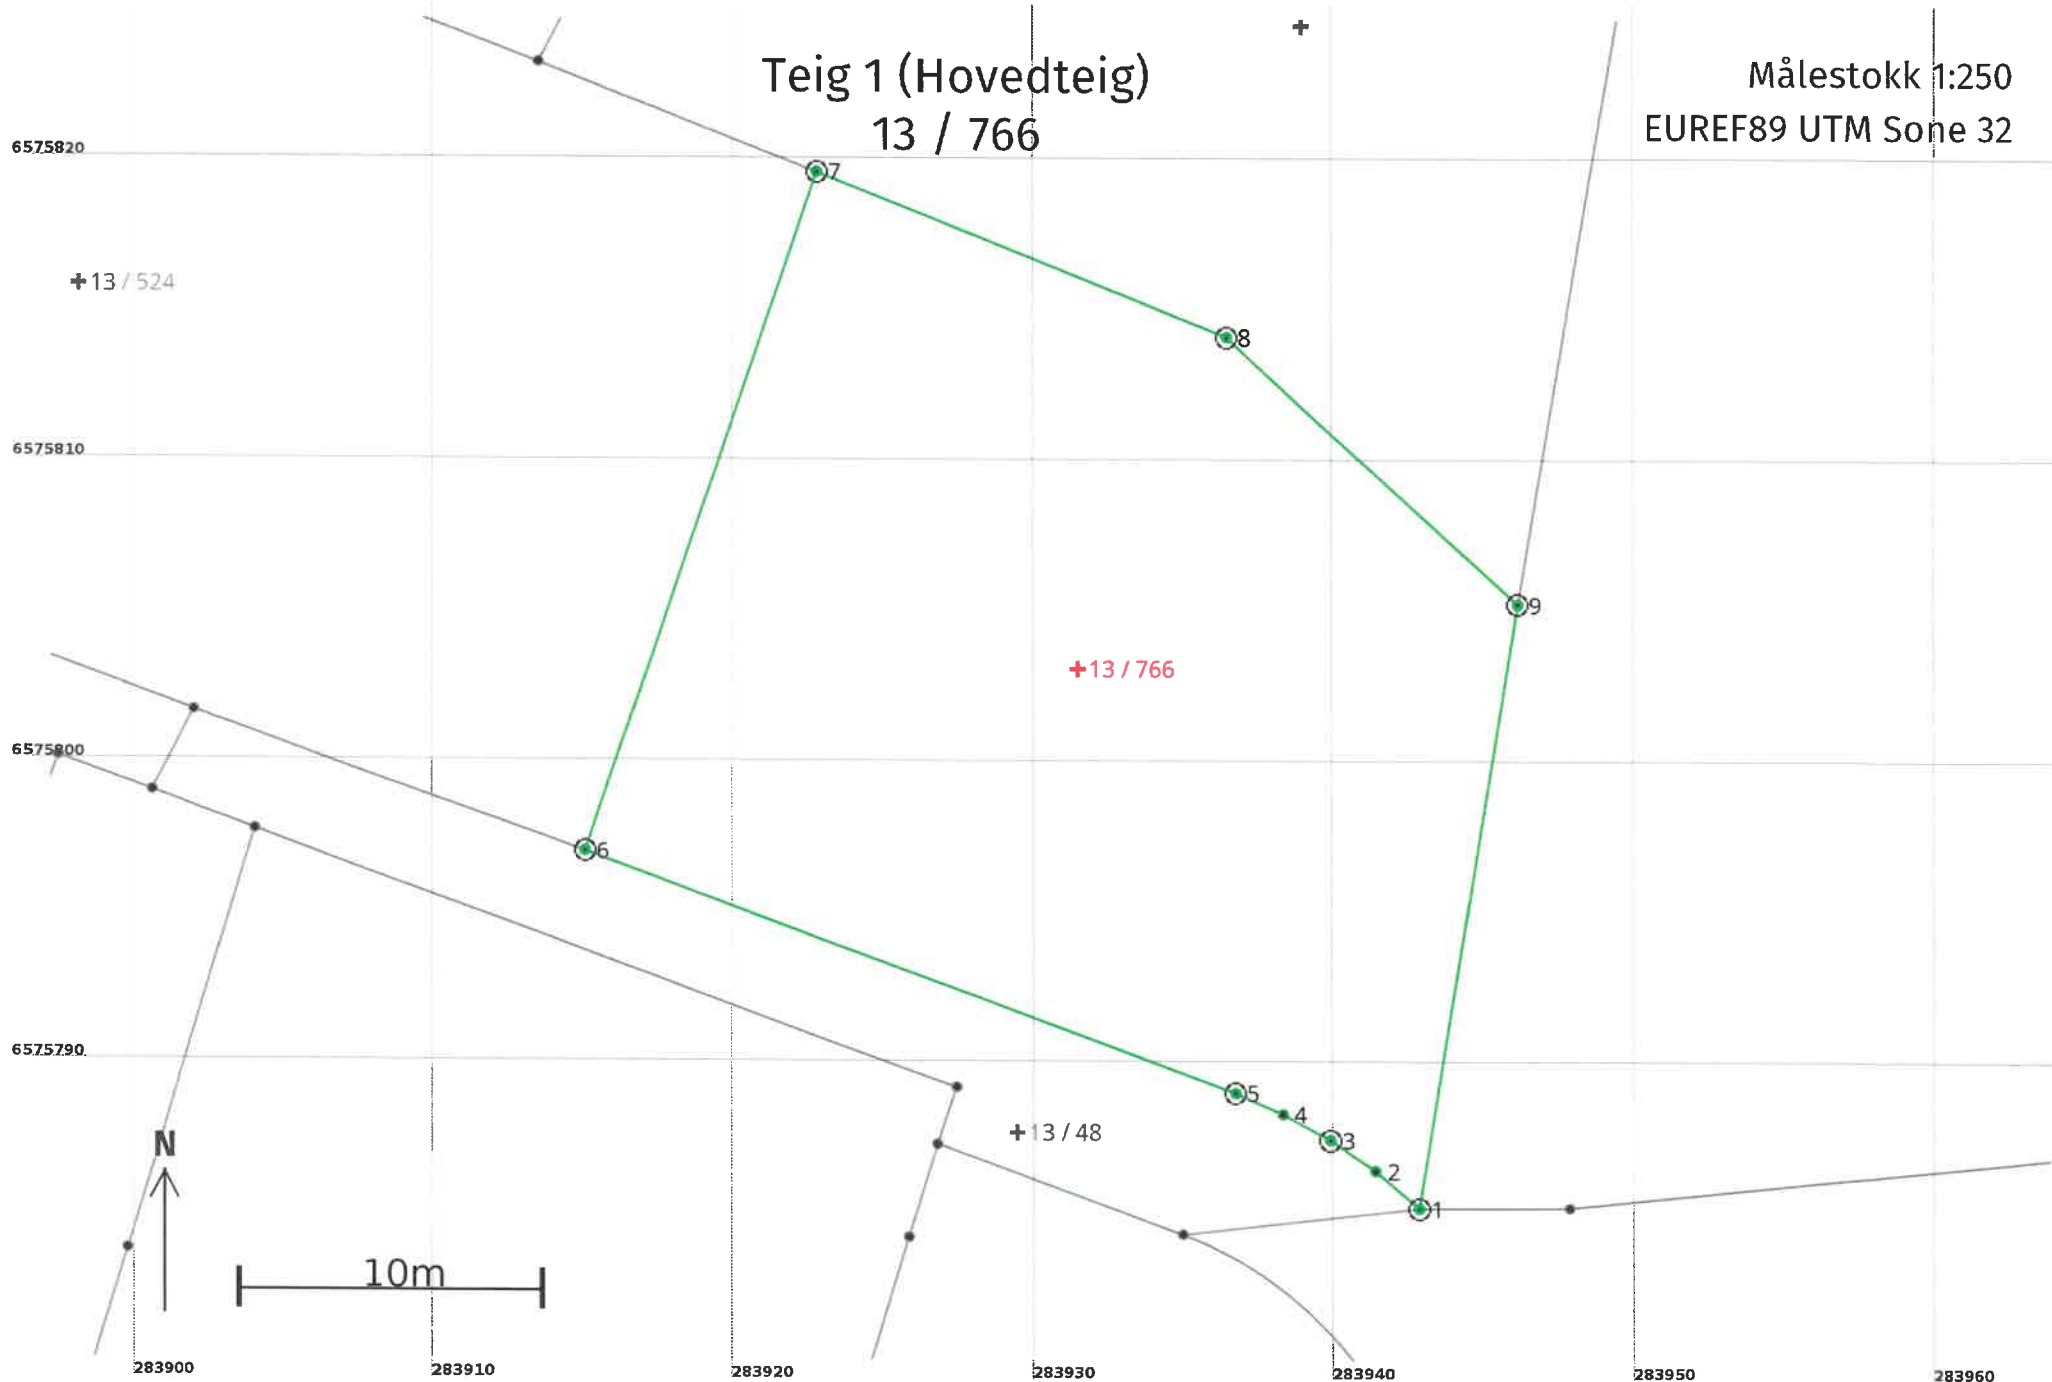 Teig 1 (Hovedteig)
13 / 766
Målestokk 1:250
EUREF89 UTM Sone 32
6575820
7
13 / 524
8
6575810
9
13 / 766
6575800
6
6575790
5
4
13 / 48
3
N
2
1
10m
283900
283910
283920
283930
283940
283950
283960